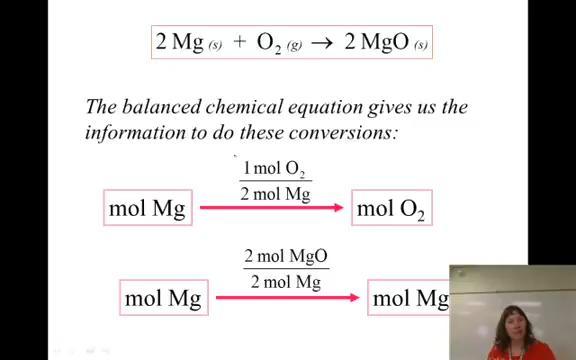 2 Mg (s) + O₂ (g) → 2 MgO (s)
The balanced chemical equation gives us the
information to do these conversions:
1 mol O₂
2 mol Mg
mol Mg
mol O₂
2 mol MgO
2 mol Mg
mol Mg
mol Mg